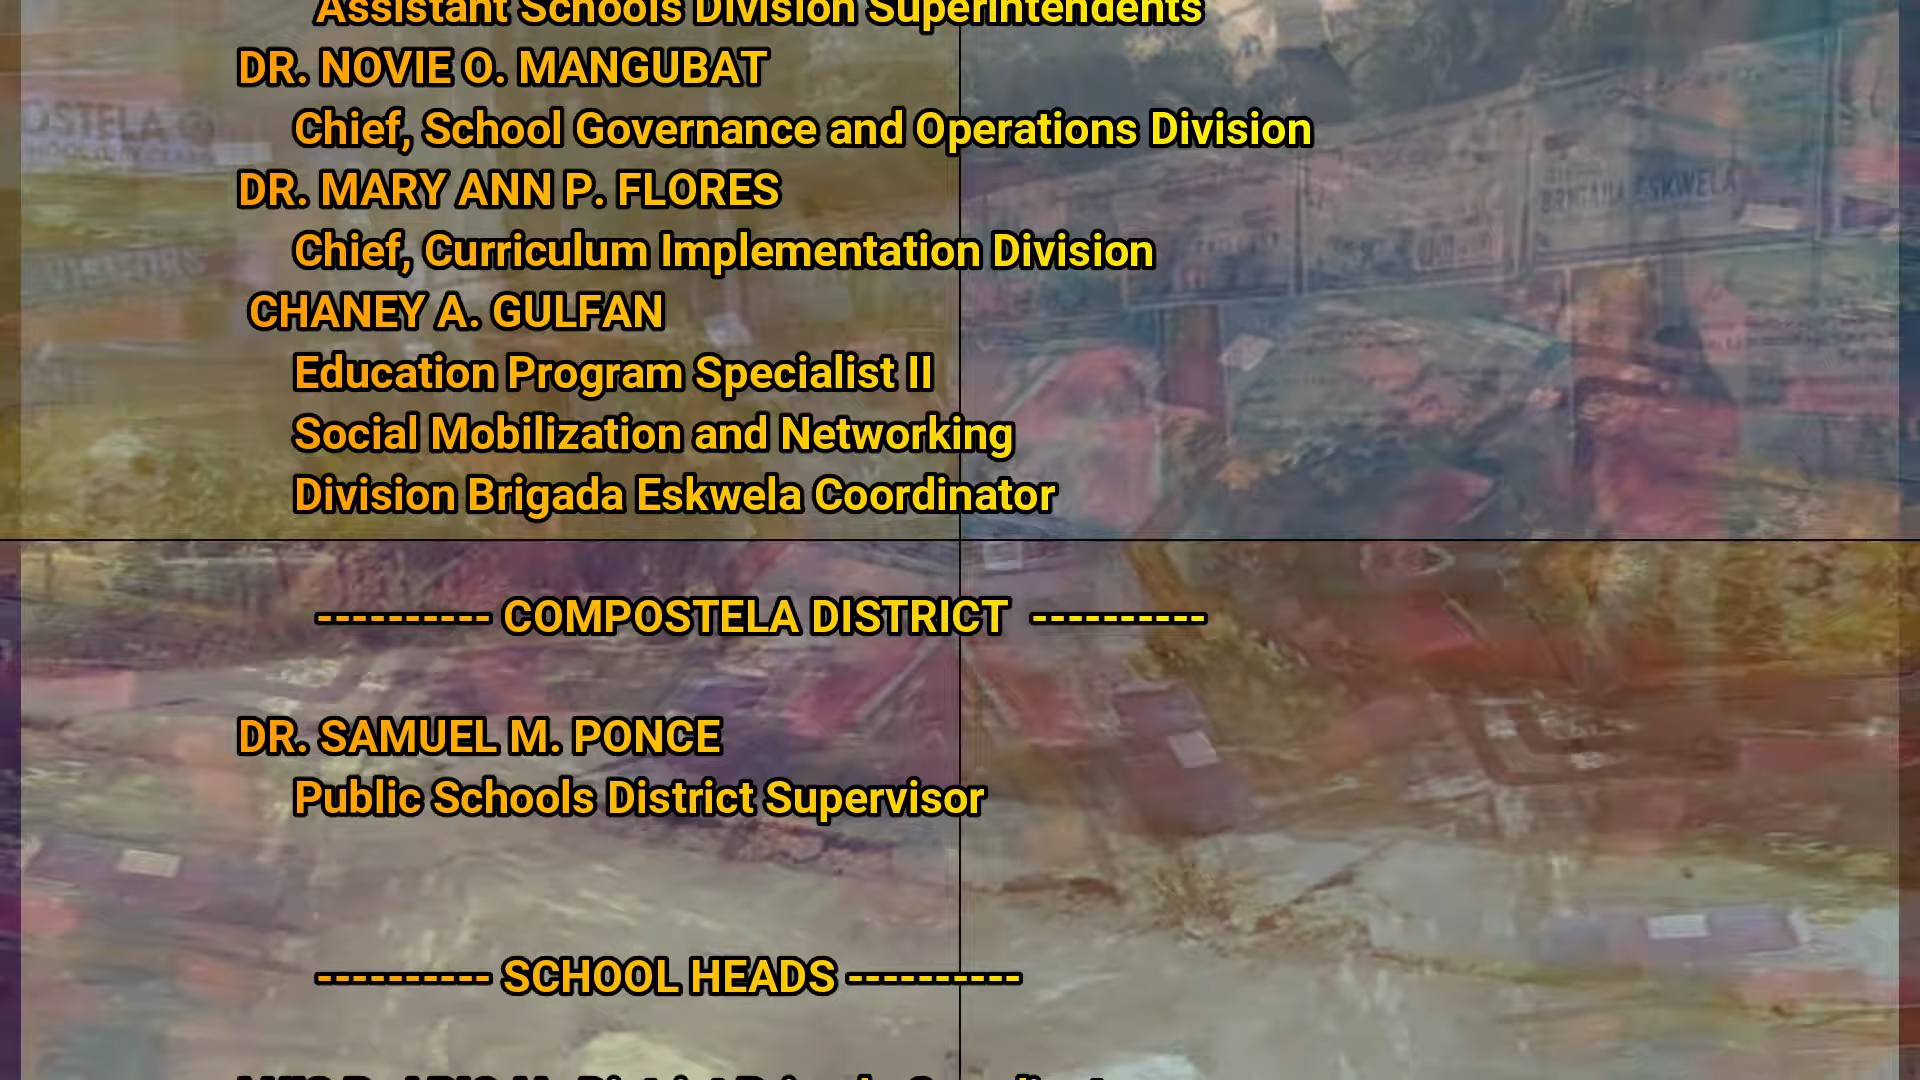 Assistant Schools Division Superintendents
DR. NOVIE O. MANGUBAT
Chief, School Governance and Operations Division
DR. MARY ANN P. FLORES
Chief, Curriculum Implementation Division
CHANEY A. GULFAN
Education Program Specialist II
Social Mobilization and Networking
Division Brigada Eskwela Coordinator
---------- COMPOSTELA DISTRICT ----------
DR. SAMUEL M. PONCE
Public Schools District Supervisor
---------- SCHOOL HEADS ----------
BRIGADA ESKWELA